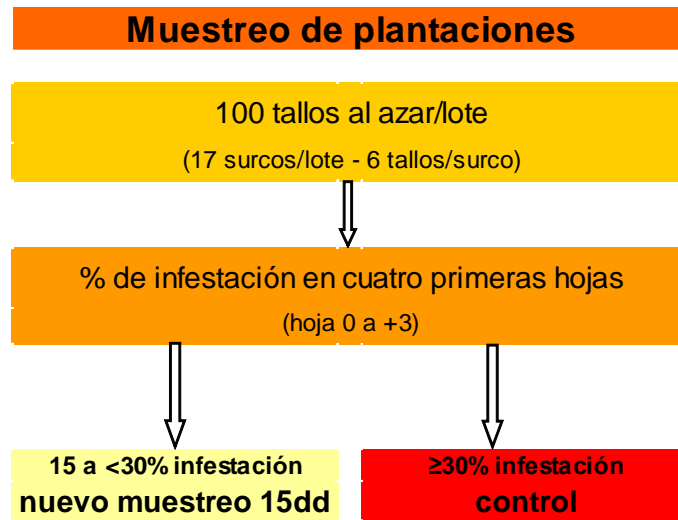 Muestreo de plantaciones
100 tallos al azar/lote
(17 surcos/lote - 6 tallos/surco)
% de infestación en cuatro primeras hojas
(hoja 0 a +3)
15 a <30% infestación
nuevo muestreo 15dd
≥30% infestación
control